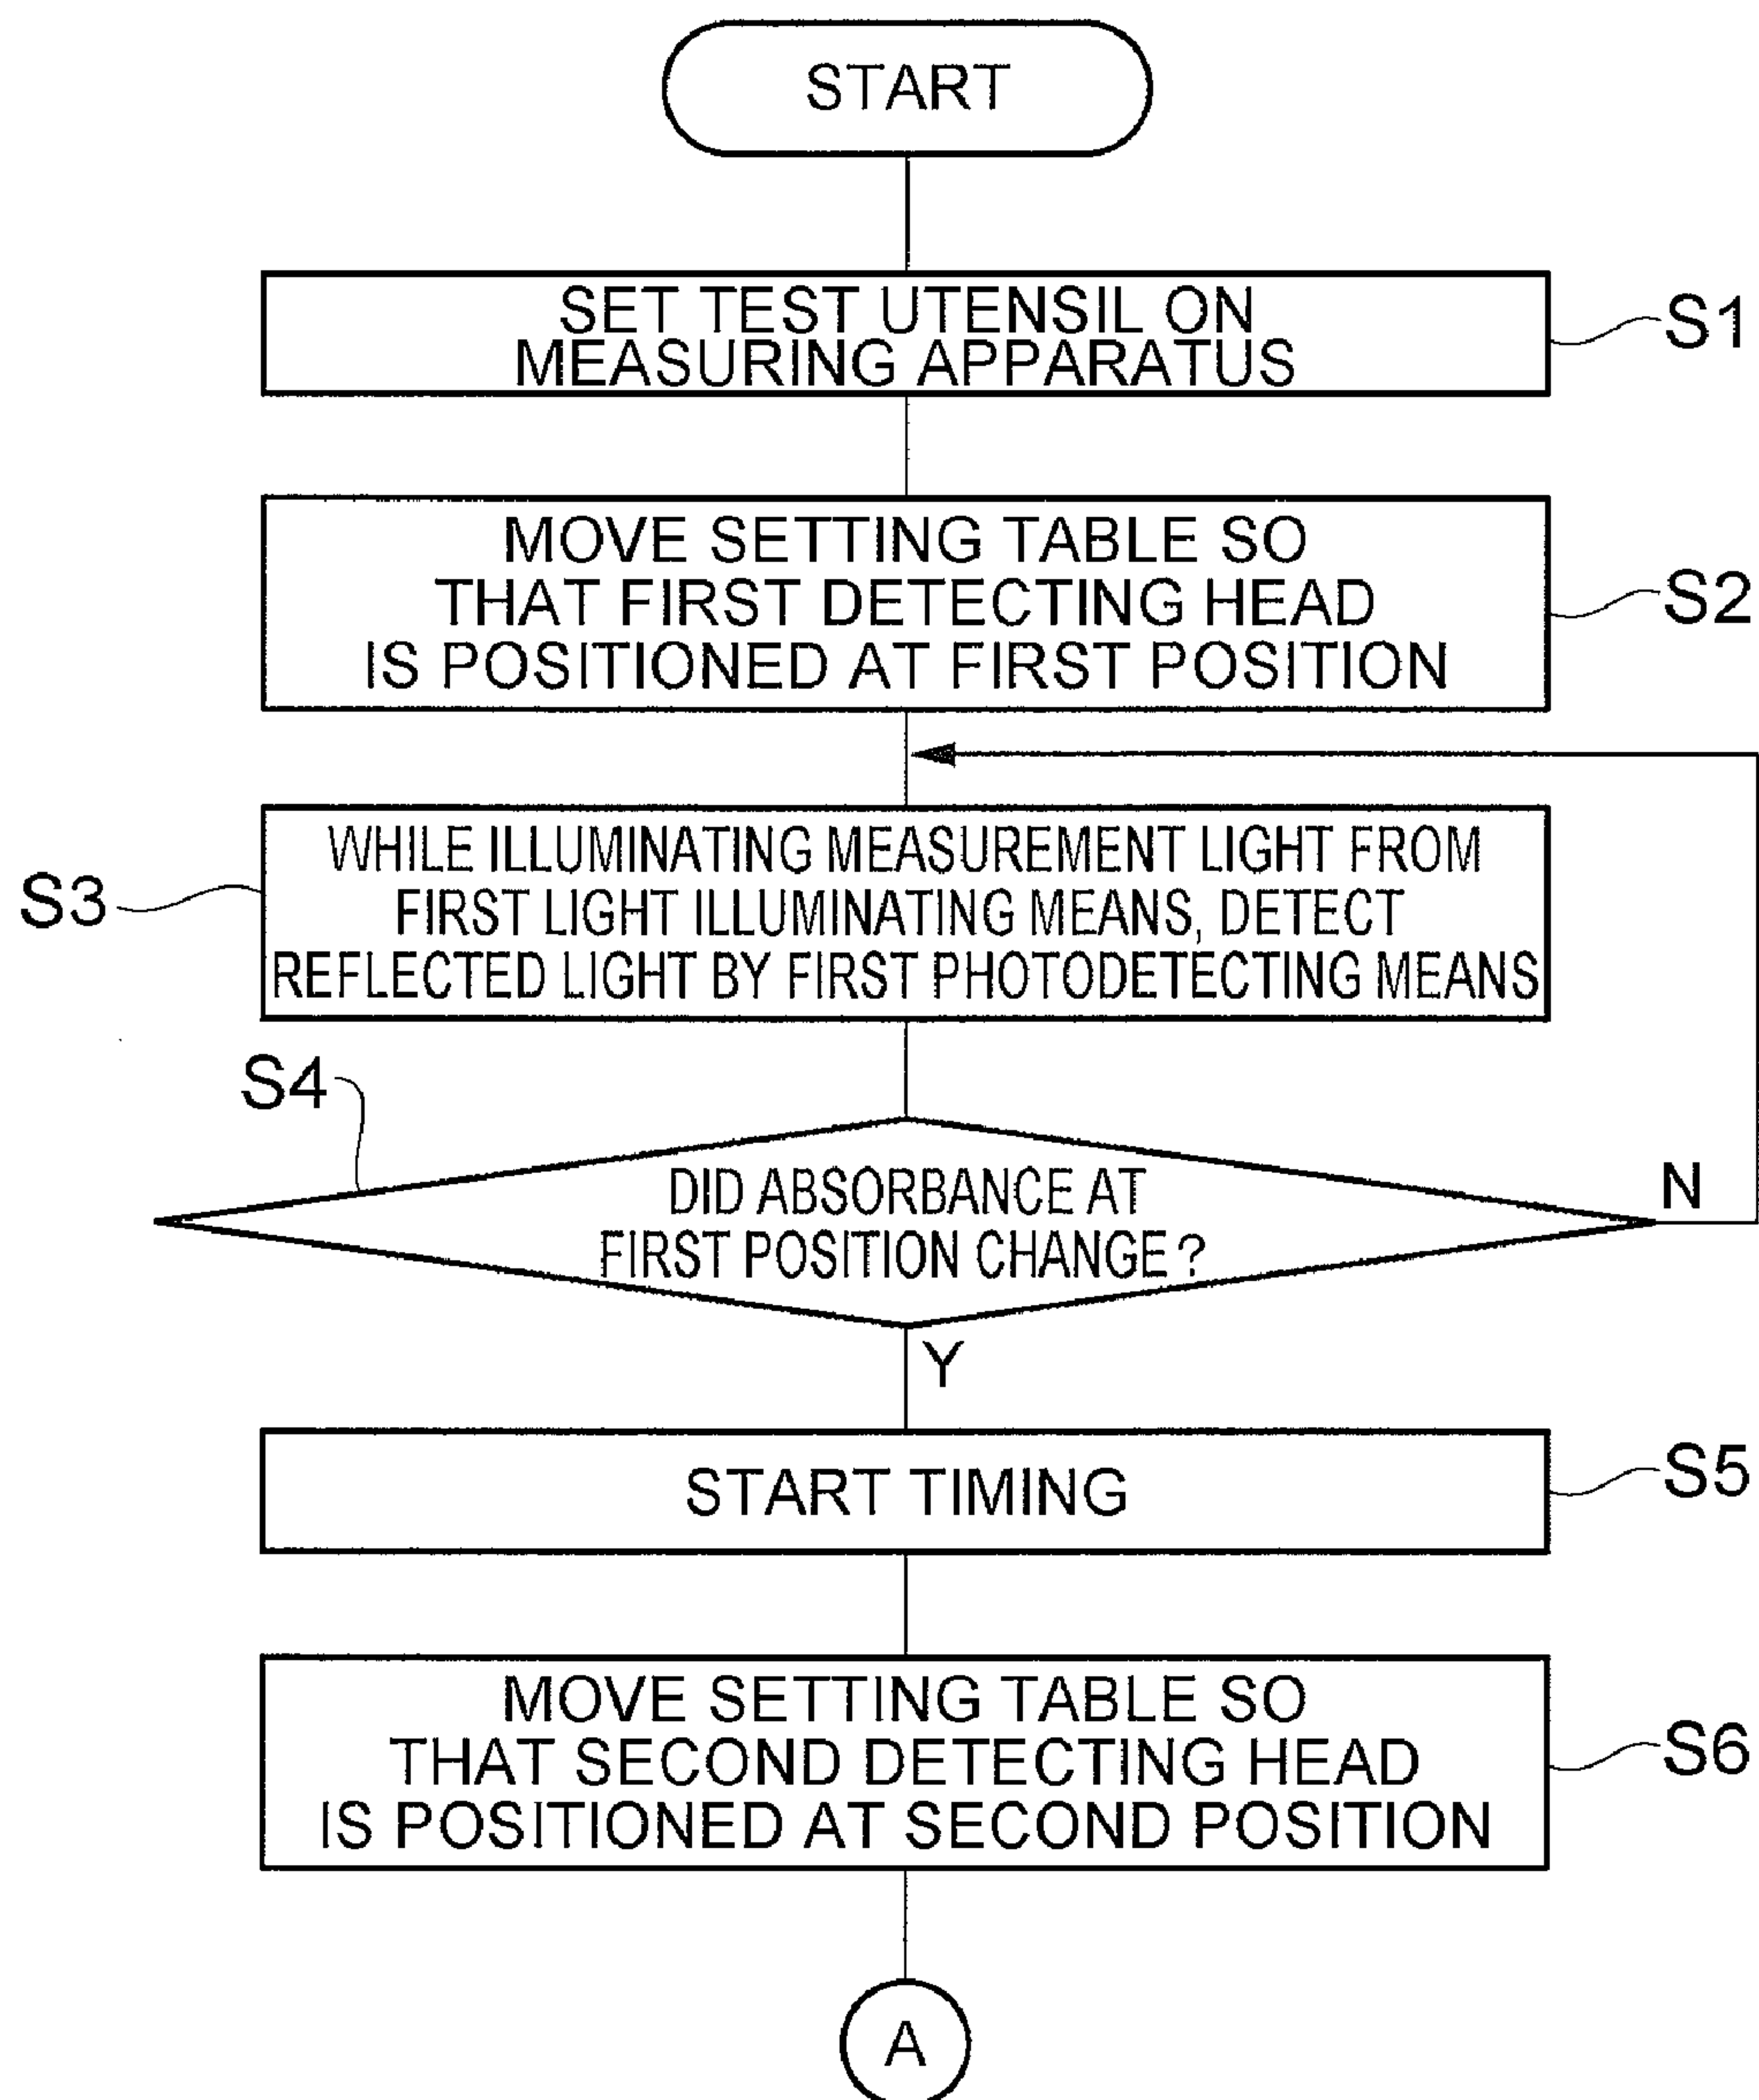 START
SET TEST UTENSIL ON
MEASURING APPARATUS
S1
MOVE SETTING TABLE SO
THAT FIRST DETECTING HEAD
IS POSITIONED AT FIRST POSITION
S2
WHILE ILLUMINATING MEASUREMENT LIGHT FROM
FIRST LIGHT ILLUMINATING MEANS, DETECT
REFLECTED LIGHT BY FIRST PHOTODETECTING MEANS
S3
S4
DID ABSORBANCE AT
FIRST POSITION CHANGE?
N
Y
START TIMING
S5
MOVE SETTING TABLE SO
THAT SECOND DETECTING HEAD
IS POSITIONED AT SECOND POSITION
S6
A